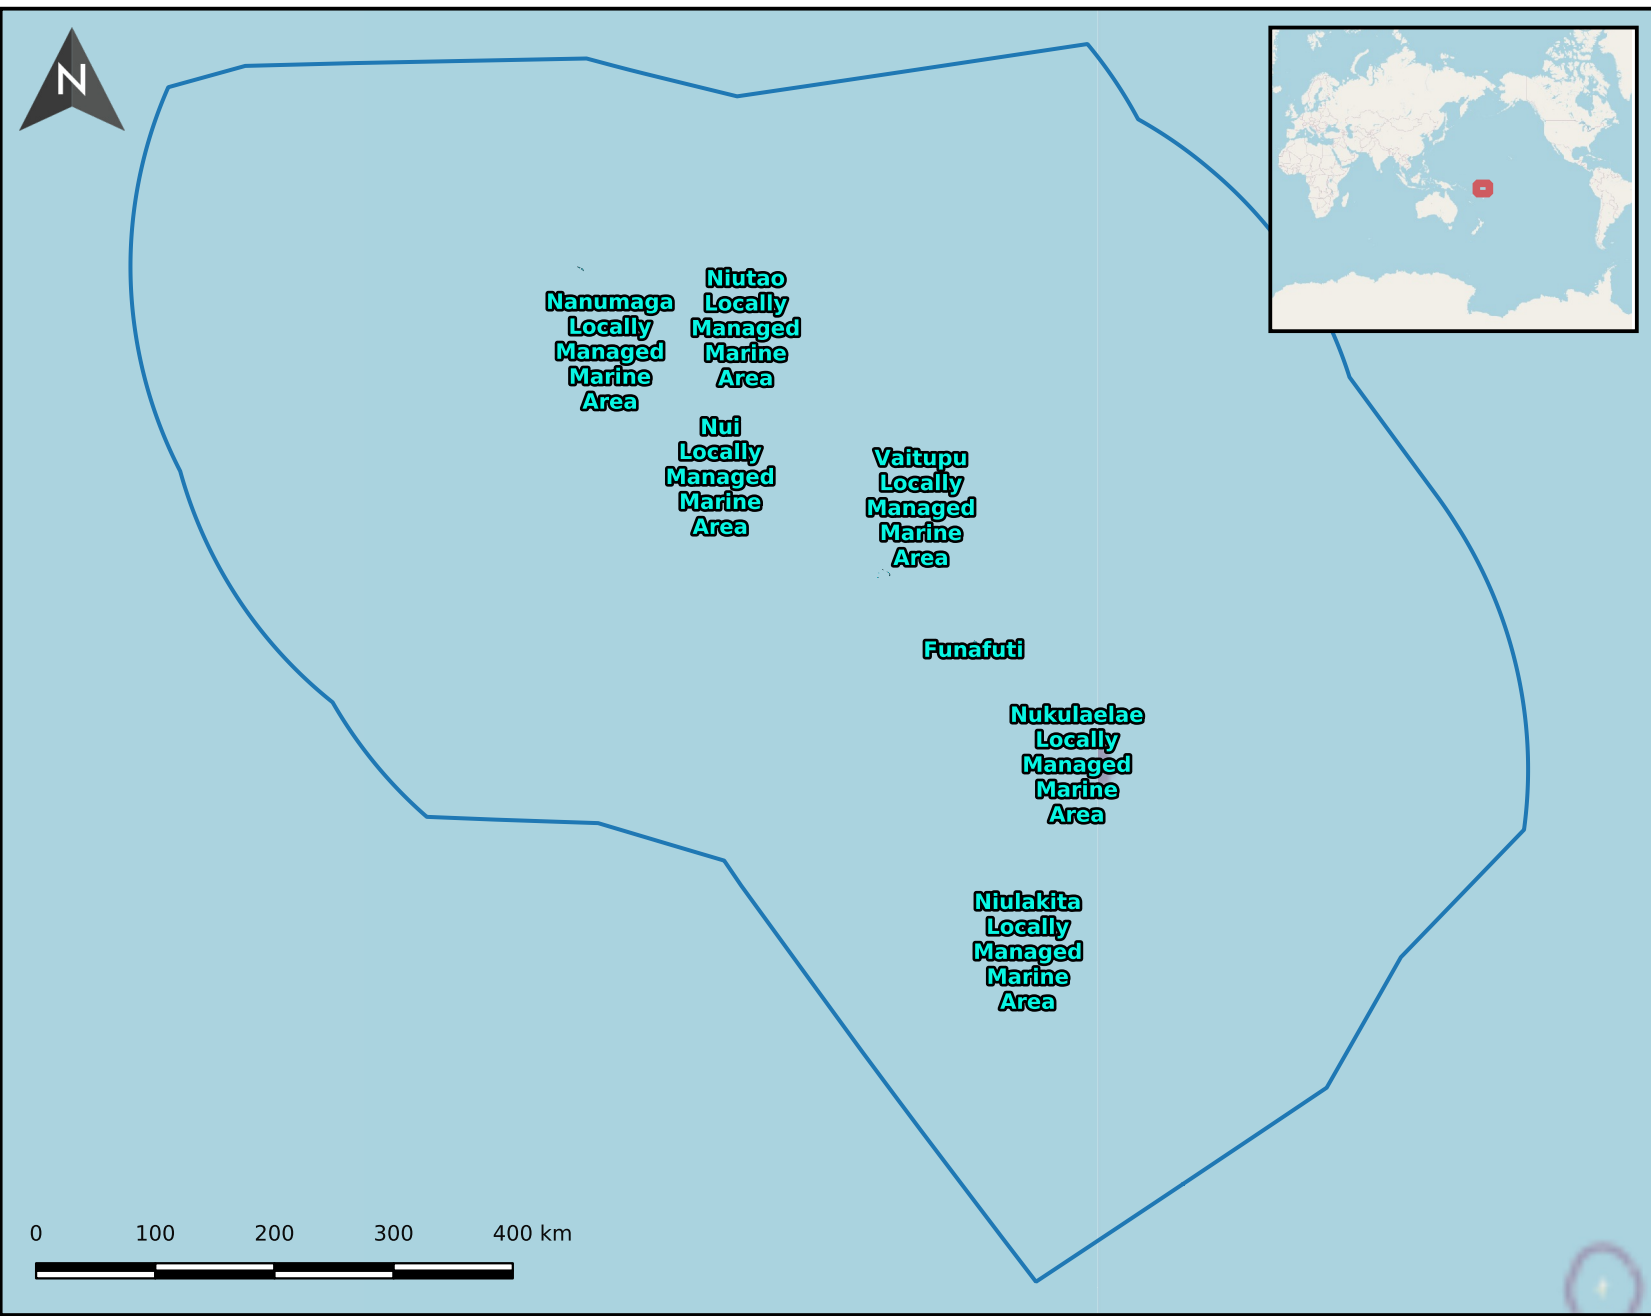 N
Niutao
Locally
Managed
Marine
Area
Nanumaga
Locally
Managed
Marine
Area
Nui
Locally
Managed
Marine
Area
Vaitupu
Locally
Managed
Marine
Area
Funafuti
Nukulaelae
Locally
Managed
Marine
Area
Niulakita
Locally
Managed
Marine
Area
0 100 200 300 400 km